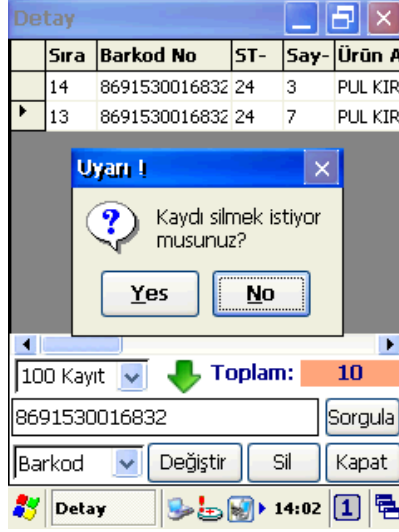 Detay
Sıra Barkod No ST- Say- Ürün A
14 8691530016832 24 3 PUL KIR
13 8691530016832 24 7 PUL KIR
Uyarı !
Kaydı silmek istiyor
musunuz?
Yes No
100 Kayıt Toplam: 10
8691530016832 Sorgula
Barkod Değiştir Sil Kapat
Detay 14:02 1